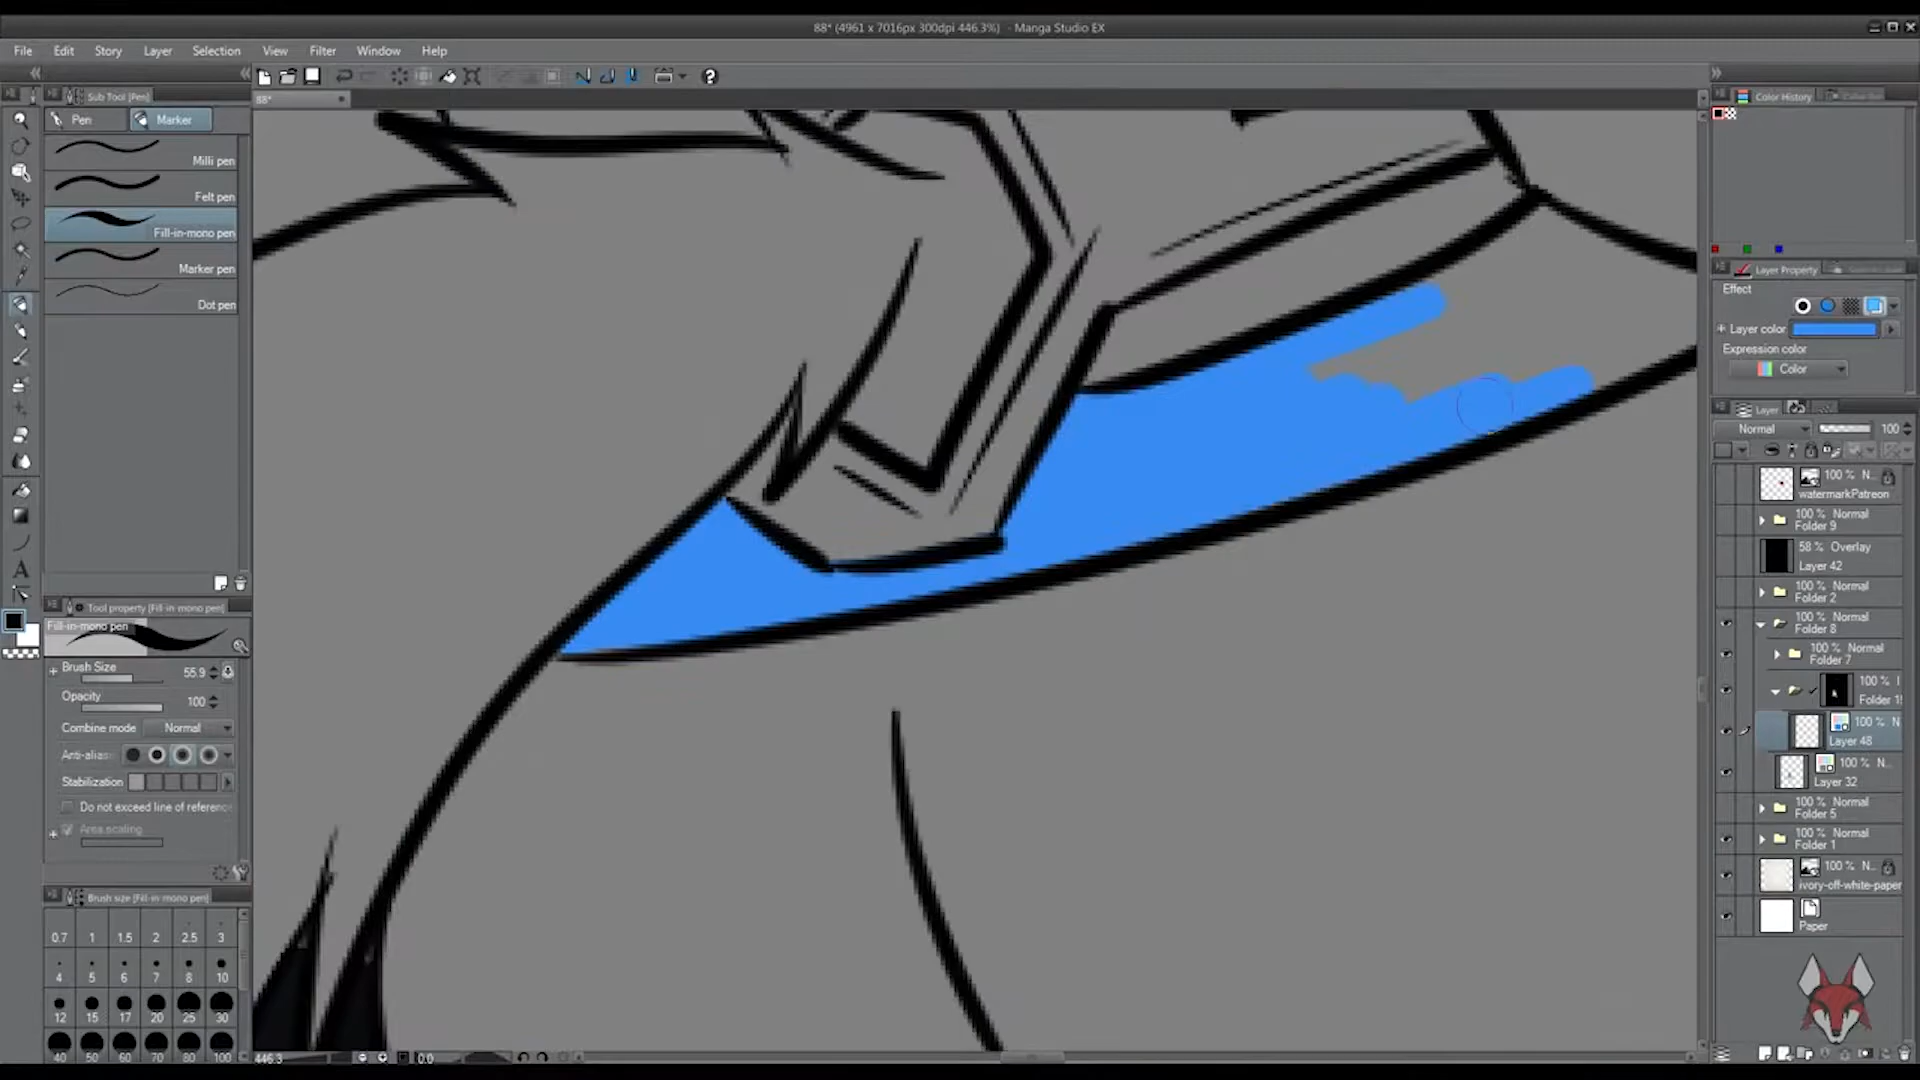 88* (4961 x 7016px 300dpi 446.3%) - Manga Studio EX
File Edit Story Layer Selection View Filter Window Help
Sub Tool [Pen]
88*
Color History
Pen Marker
Milli pen
Felt pen
Fill-in-mono pen
Marker pen
Dot pen
Layer Property
Effect
Layer color
Expression color
Color
Layer
Normal 100
100 % N...
watermarkPatreon
100 % Normal
Folder 9
58 % Overlay
Layer 42
100 % Normal
Folder 2
100 % Normal
Folder 8
100 % Normal
Folder 7
100 %
Folder 1
100 % N
Layer 48
100 % N...
Layer 32
100 % Normal
Folder 5
100 % Normal
Folder 1
100 % N...
ivory-off-white-paper
Paper
Tool property [Fill-in mono pen]
Fill-in-mono pen
Brush Size 55.9
Opacity 100
Combine mode Normal
Anti-alias
Stabilization
Do not exceed line of reference
Area scaling
Brush size [Fill-in mono pen]
0.7 1 1.5 2 2.5 3
4 5 6 7 8 10
12 15 17 20 25 30
40 50 60 70 80 100
446.3 0.0